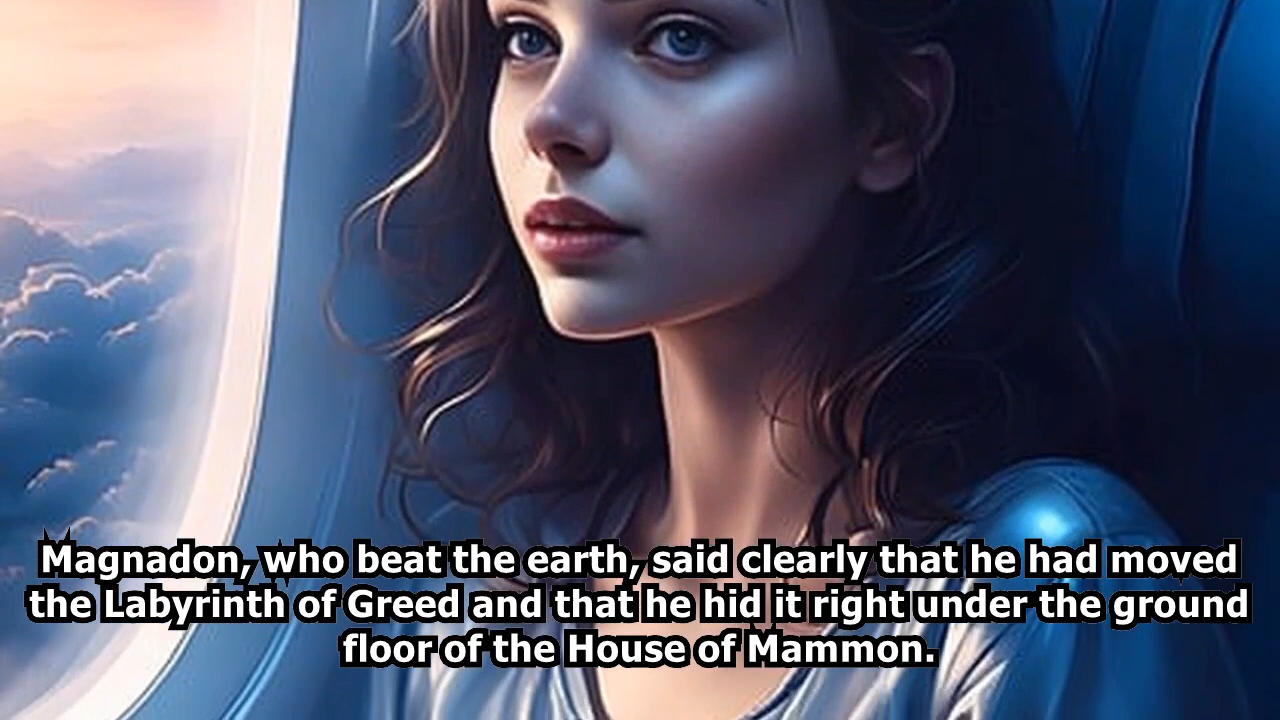 Magnadon, who beat the earth, said clearly that he had moved
the Labyrinth of Greed and that he hid it right under the ground
floor of the House of Mammon.